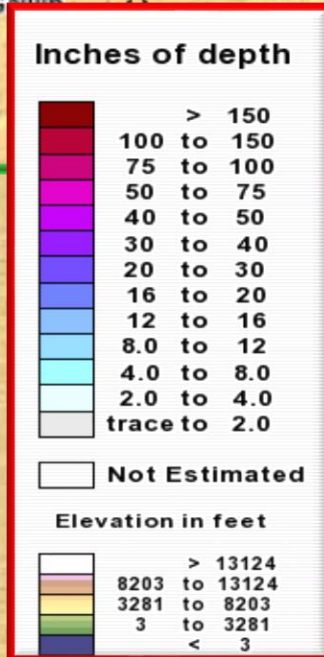 Inches of depth
> 150
100 to 150
75 to 100
50 to 75
40 to 50
30 to 40
20 to 30
16 to 20
12 to 16
8.0 to 12
4.0 to 8.0
2.0 to 4.0
trace to 2.0
Not Estimated
Elevation in feet
> 13124
8203 to 13124
3281 to 8203
3 to 3281
< 3